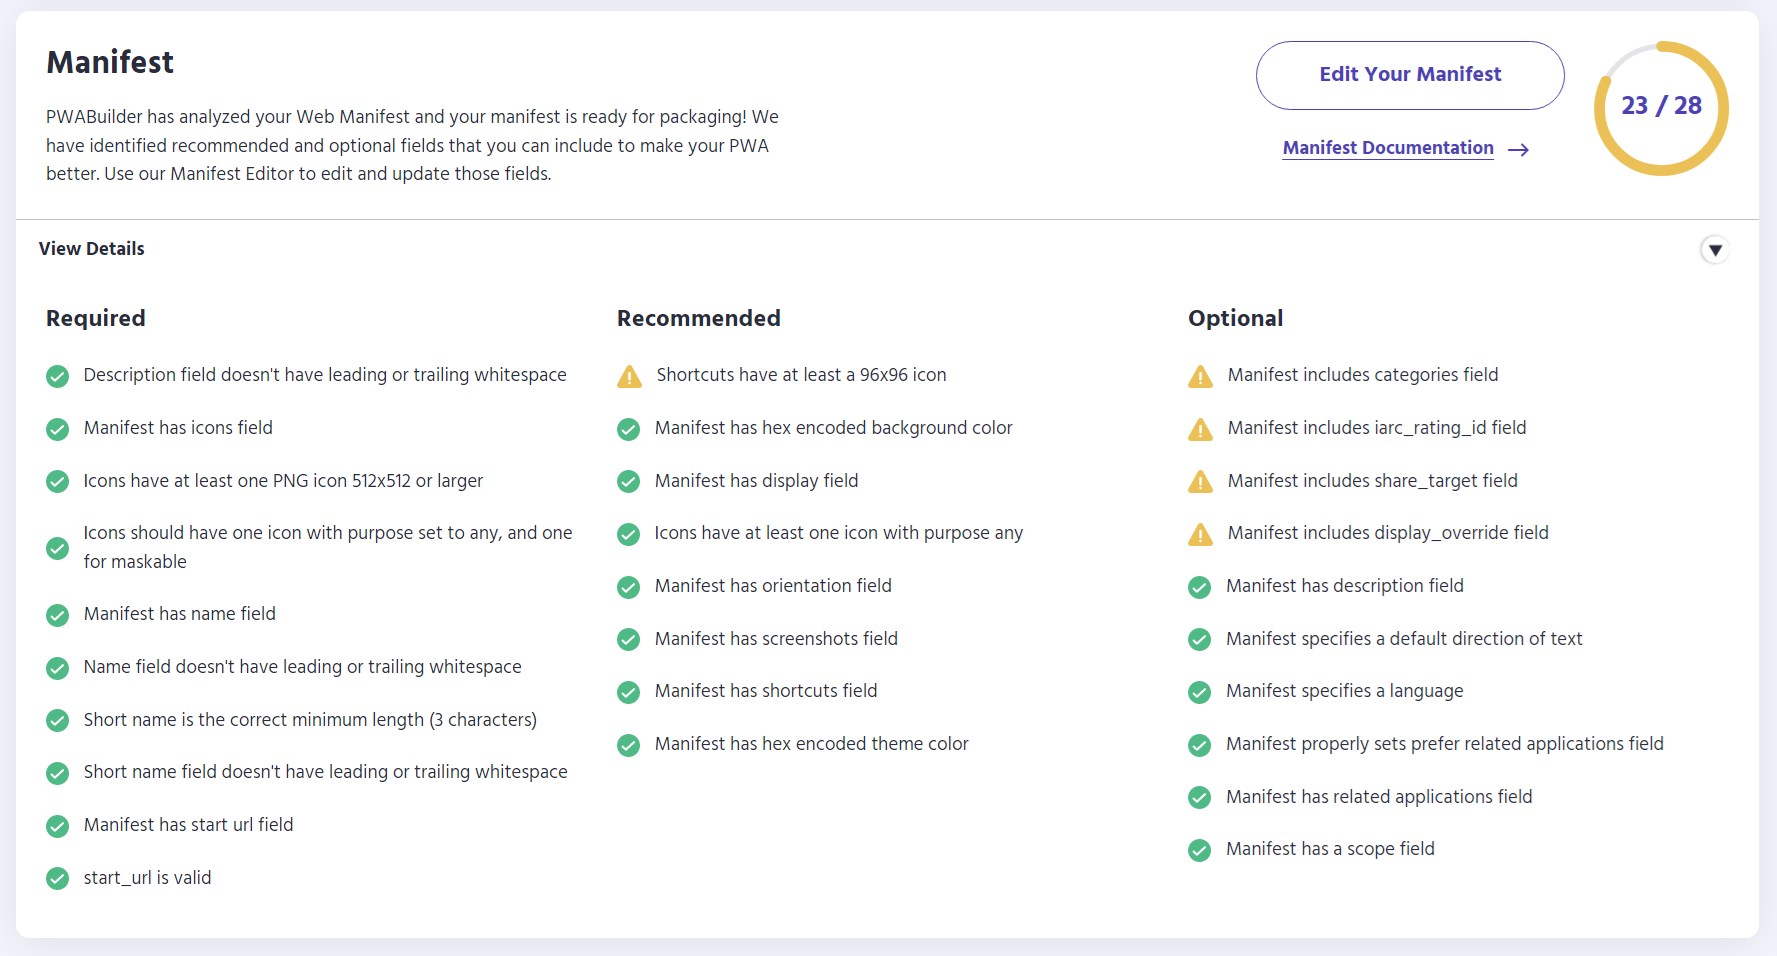 Manifest
PWABuilder has analyzed your Web Manifest and your manifest is ready for packaging! We
have identified recommended and optional fields that you can include to make your PWA
better. Use our Manifest Editor to edit and update those fields.
Edit Your Manifest
Manifest Documentation
23 / 28
View Details
Required
Description field doesn't have leading or trailing whitespace
Manifest has icons field
Icons have at least one PNG icon 512x512 or larger
Icons should have one icon with purpose set to any, and one
for maskable
Manifest has name field
Name field doesn't have leading or trailing whitespace
Short name is the correct minimum length (3 characters)
Short name field doesn't have leading or trailing whitespace
Manifest has start url field
start_url is valid
Recommended
Shortcuts have at least a 96x96 icon
Manifest has hex encoded background color
Manifest has display field
Icons have at least one icon with purpose any
Manifest has orientation field
Manifest has screenshots field
Manifest has shortcuts field
Manifest has hex encoded theme color
Optional
Manifest includes categories field
Manifest includes iarc_rating_id field
Manifest includes share_target field
Manifest includes display_override field
Manifest has description field
Manifest specifies a default direction of text
Manifest specifies a language
Manifest properly sets prefer related applications field
Manifest has related applications field
Manifest has a scope field